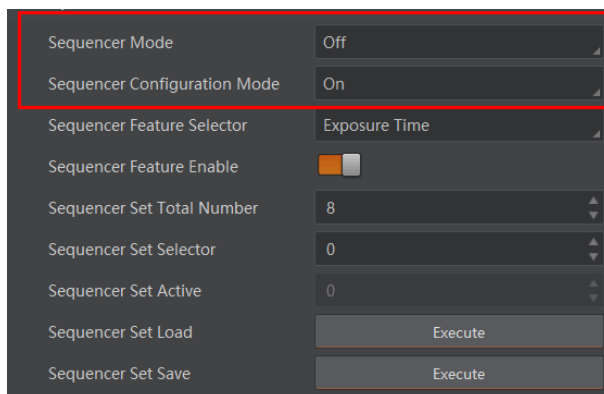 Sequencer Mode Off
Sequencer Configuration Mode On
Sequencer Feature Selector Exposure Time
Sequencer Feature Enable
Sequencer Set Total Number 8
Sequencer Set Selector 0
Sequencer Set Active 0
Sequencer Set Load Execute
Sequencer Set Save Execute